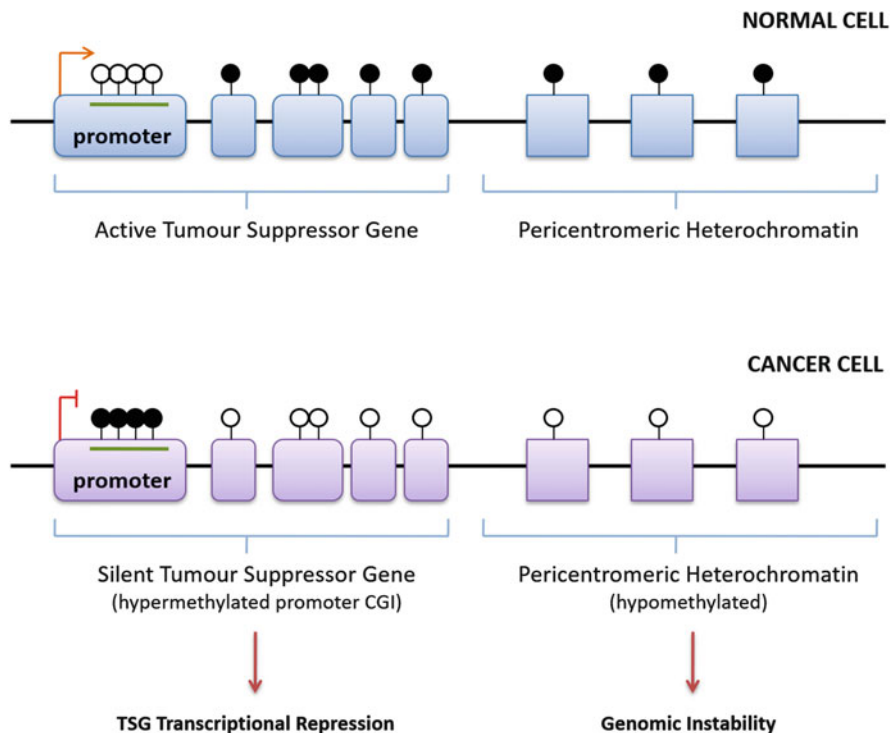 NORMAL CELL
promoter
Active Tumour Suppressor Gene
Pericentromeric Heterochromatin
CANCER CELL
promoter
Silent Tumour Suppressor Gene
(hypermethylated promoter CGI)
Pericentromeric Heterochromatin
(hypomethylated)
TSG Transcriptional Repression
Genomic Instability